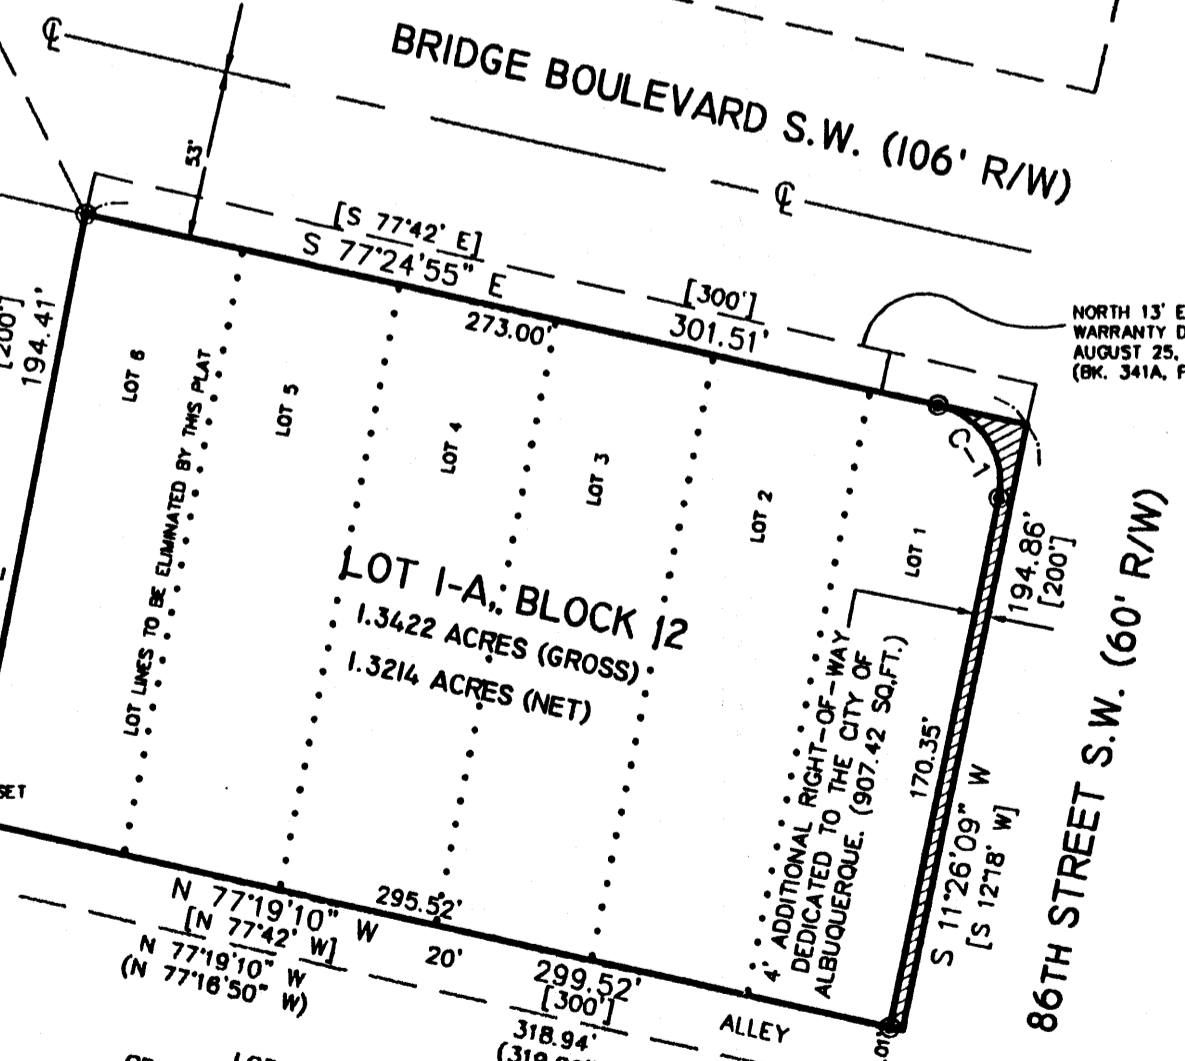 ℄
BRIDGE BOULEVARD S.W. (106' R/W)
℄
53'
[S 77°42' E]
S 77°24'55" E
[300']
273.00'
301.51'
NORTH 13' E
WARRANTY D
AUGUST 25,
(BK. 341A, P
[200']
194.41'
LOT 6
LOT LINES TO BE ELIMINATED BY THIS PLAT
LOT 5
LOT 4
LOT 3
LOT 2
LOT 1
C-1
194.86'
[200']
LOT 1-A, BLOCK 12
1.3422 ACRES (GROSS)
1.3214 ACRES (NET)
4' ADDITIONAL RIGHT-OF-WAY
DEDICATED TO THE CITY OF
ALBUQUERQUE. (907.42 SQ.FT.)
170.35'
S 11°26'09" W
[S 12°18' W]
86TH STREET S.W. (60' R/W)
SET
N 77°19'10" W
[N 77°42' W]
N 77°19'10" W
(N 77°16'50" W)
295.52'
20'
299.52'
[300']
318.94'
ALLEY